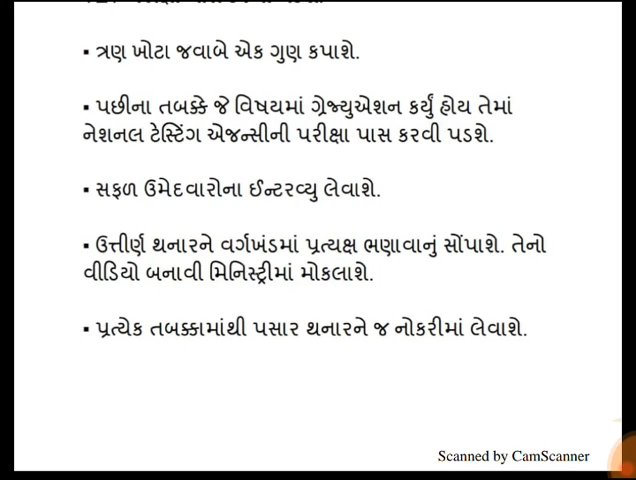 ▪ ત્રણ ખોટા જવાબે એક ગુણ કપાશે.
▪ પછીના તબક્કે જે વિષયમાં ગ્રેજ્યુએશન કર્યું હોય તેમાં
નેશનલ ટેસ્ટિંગ એજન્સીની પરીક્ષા પાસ કરવી પડશે.
▪ સફળ ઉમેદવારોના ઈન્ટરવ્યુ લેવાશે.
▪ ઉત્તીર્ણ થનારને વર્ગખંડમાં પ્રત્યક્ષ ભણાવાનું સોંપાશે. તેનો
વીડિયો બનાવી મિનિસ્ટ્રીમાં મોકલાશે.
▪ પ્રત્યેક તબક્કામાંથી પસાર થનારને જ નોકરીમાં લેવાશે.
Scanned by CamScanner